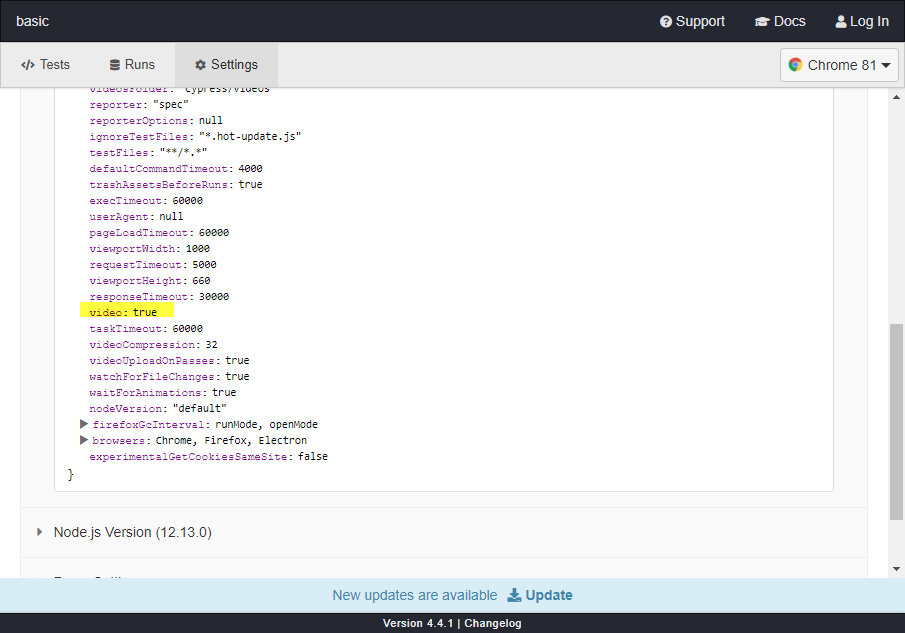 basic
Support
Docs
Log In
Tests
Runs
Settings
Chrome 81
videosFolder: "cypress/videos"
reporter: "spec"
reporterOptions: null
ignoreTestFiles: "*.hot-update.js"
testFiles: "**/*.*"
defaultCommandTimeout: 4000
trashAssetsBeforeRuns: true
execTimeout: 60000
userAgent: null
pageLoadTimeout: 60000
viewportWidth: 1000
requestTimeout: 5000
viewportHeight: 660
responseTimeout: 30000
video: true
taskTimeout: 60000
videoCompression: 32
videoUploadOnPasses: true
watchForFileChanges: true
waitForAnimations: true
nodeVersion: "default"
firefoxGcInterval: runMode, openMode
browsers: Chrome, Firefox, Electron
experimentalGetCookiesSameSite: false
}
Node.js Version (12.13.0)
New updates are available Update
Version 4.4.1 | Changelog